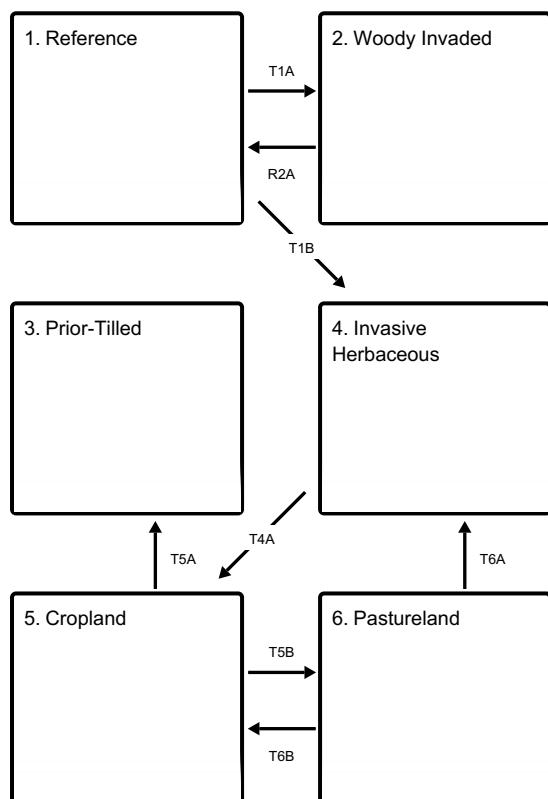 1. Reference
2. Woody Invaded
T1A
R2A
T1B
3. Prior-Tilled
4. Invasive
Herbaceous
T4A
T5A
T6A
5. Cropland
6. Pastureland
T5B
T6B